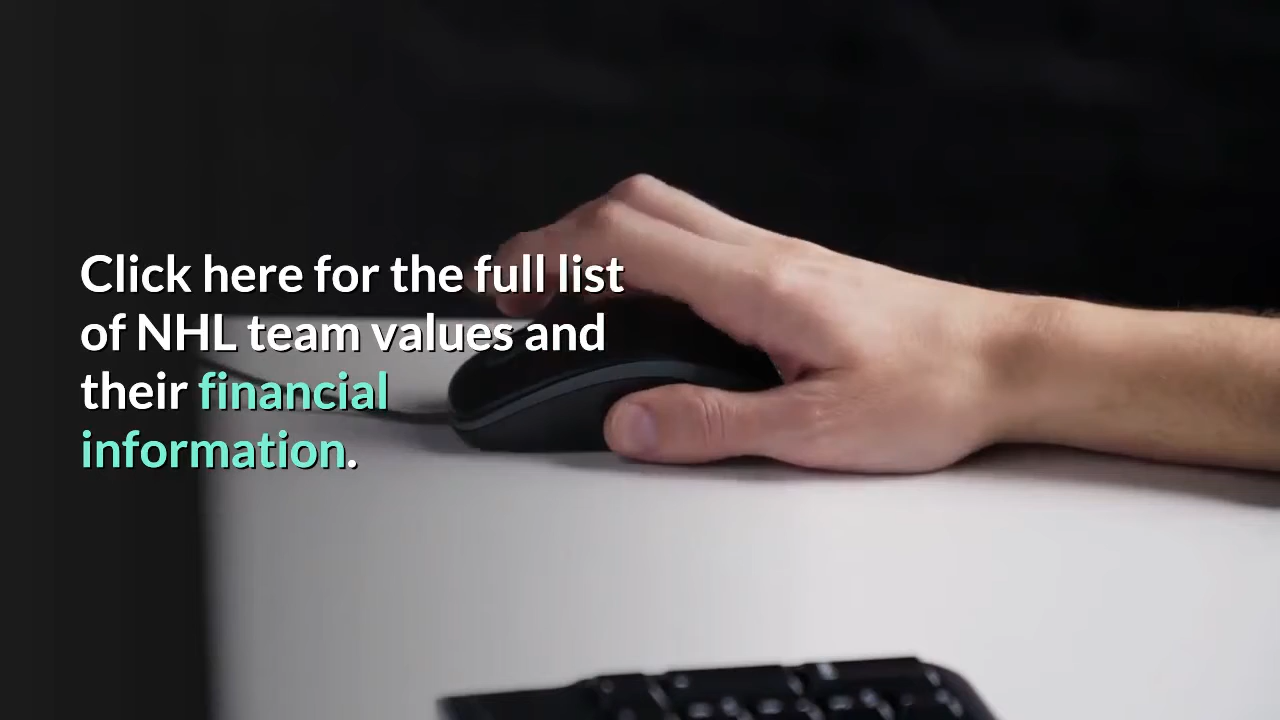 Click here for the full list
of NHL team values and
their financial
information.